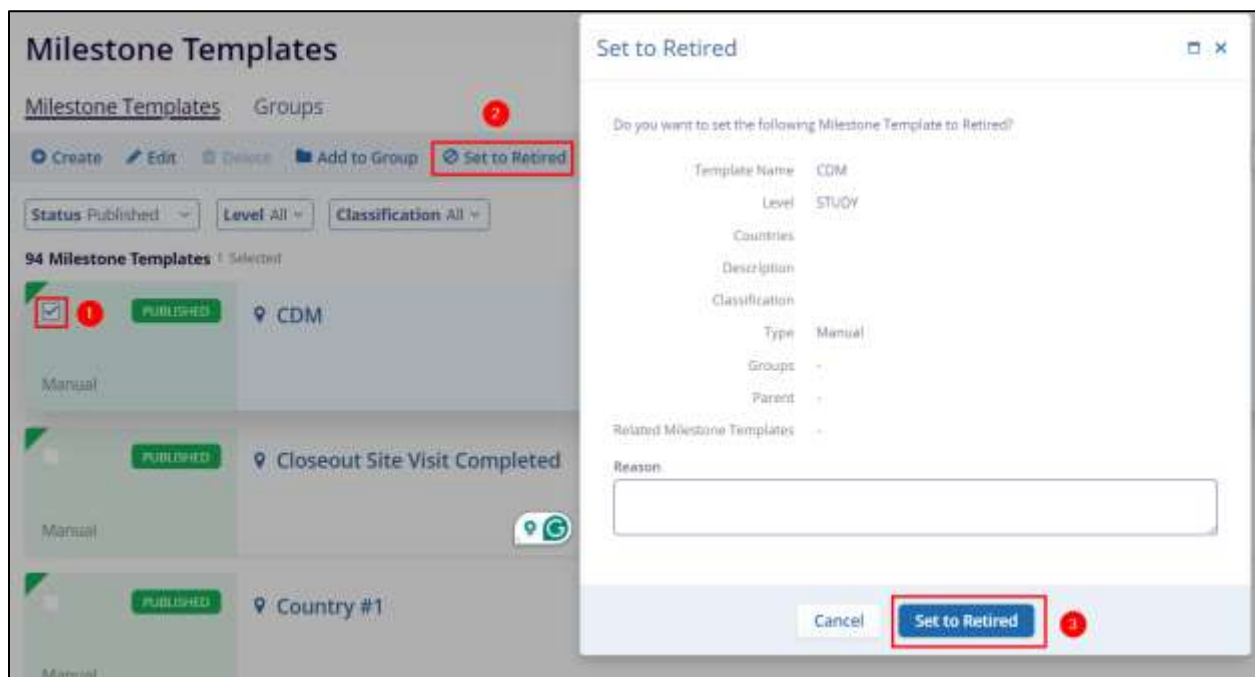 Milestone Templates
Milestone Templates Groups
2
Create Edit Delete Add to Group Set to Retired
Status Published Level All Classification All
94 Milestone Templates 1 Selected
1 PUBLISHED CDM
Manual
PUBLISHED Closeout Site Visit Completed
Manual
G
PUBLISHED Country #1
Manual
Set to Retired
Do you want to set the following Milestone Template to Retired?
Template Name CDM
Level STUDY
Countries
Description
Classification
Type Manual
Groups -
Parent -
Related Milestone Templates -
Reason
Cancel Set to Retired 3